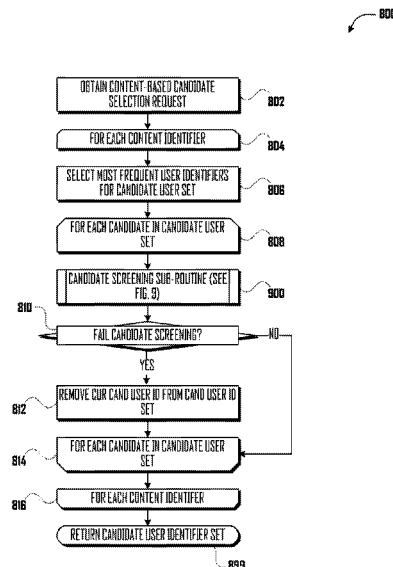 800
OBTAIN CONTENT-BASED CANDIDATE
SELECTION REQUEST
802
FOR EACH CONTENT IDENTIFIER
804
SELECT MOST FREQUENT USER IDENTIFIERS
FOR CANDIDATE USER SET
806
FOR EACH CANDIDATE IN CANDIDATE USER
SET
808
CANDIDATE SCREENING SUB-ROUTINE (SEE
FIG. 9)
900
810
FAIL CANDIDATE SCREENING?
NO
YES
812
REMOVE CUR CAND USER ID FROM CAND USER ID
SET
814
FOR EACH CANDIDATE IN CANDIDATE USER
SET
816
FOR EACH CONTENT IDENTIFER
RETURN CANDIDATE USER IDENTIFIER SET
899